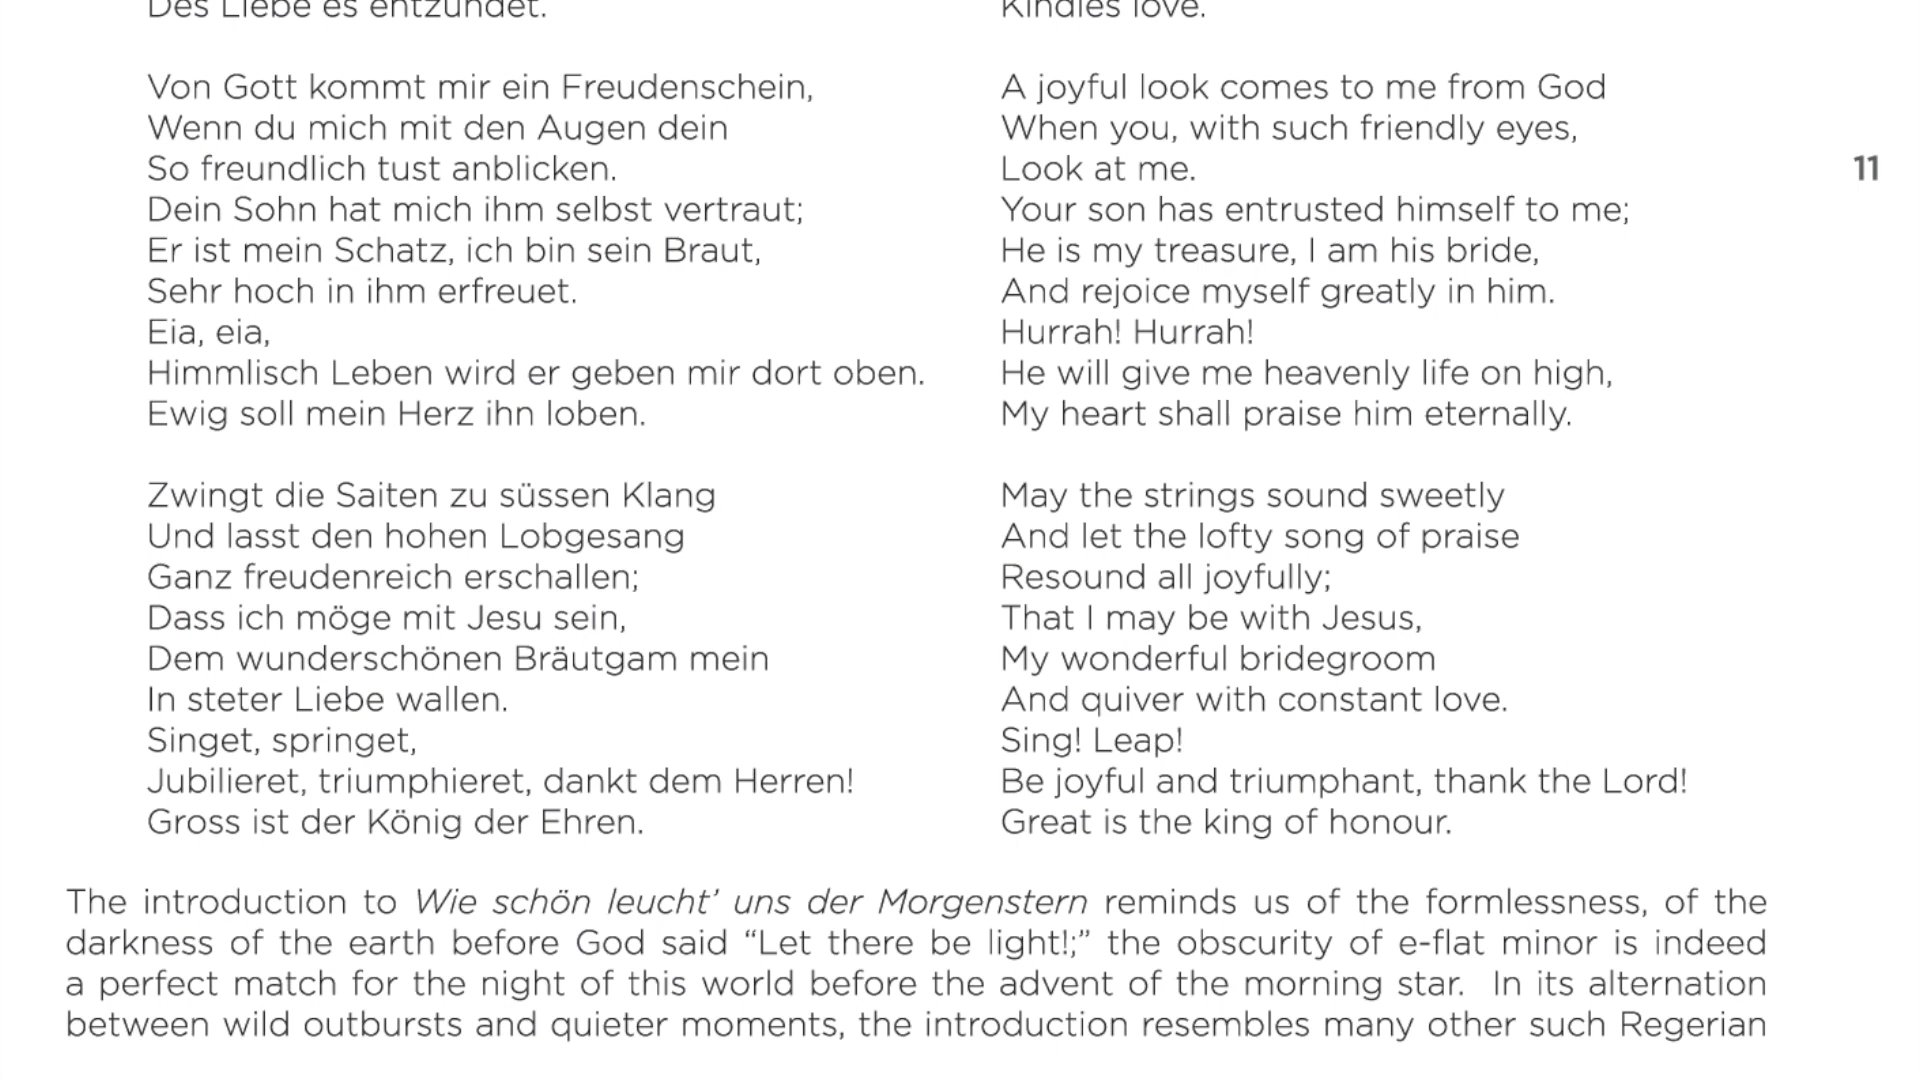 Des Liebe es entzündet.
Von Gott kommt mir ein Freudenschein,
Wenn du mich mit den Augen dein
So freundlich tust anblicken.
Dein Sohn hat mich ihm selbst vertraut;
Er ist mein Schatz, ich bin sein Braut,
Sehr hoch in ihm erfreuet.
Eia, eia,
Himmlisch Leben wird er geben mir dort oben.
Ewig soll mein Herz ihn loben.
Zwingt die Saiten zu süssen Klang
Und lasst den hohen Lobgesang
Ganz freudenreich erschallen;
Dass ich möge mit Jesu sein,
Dem wunderschönen Bräutgam mein
In steter Liebe wallen.
Singet, springet,
Jubilieret, triumphieret, dankt dem Herren!
Gross ist der König der Ehren.
Kindles love.
A joyful look comes to me from God
When you, with such friendly eyes,
Look at me.
Your son has entrusted himself to me;
He is my treasure, I am his bride,
And rejoice myself greatly in him.
Hurrah! Hurrah!
He will give me heavenly life on high,
My heart shall praise him eternally.
May the strings sound sweetly
And let the lofty song of praise
Resound all joyfully;
That I may be with Jesus,
My wonderful bridegroom
And quiver with constant love.
Sing! Leap!
Be joyful and triumphant, thank the Lord!
Great is the king of honour.
11
The introduction to Wie schön leucht’ uns der Morgenstern reminds us of the formlessness, of the
darkness of the earth before God said “Let there be light!;” the obscurity of e-flat minor is indeed
a perfect match for the night of this world before the advent of the morning star. In its alternation
between wild outbursts and quieter moments, the introduction resembles many other such Regerian